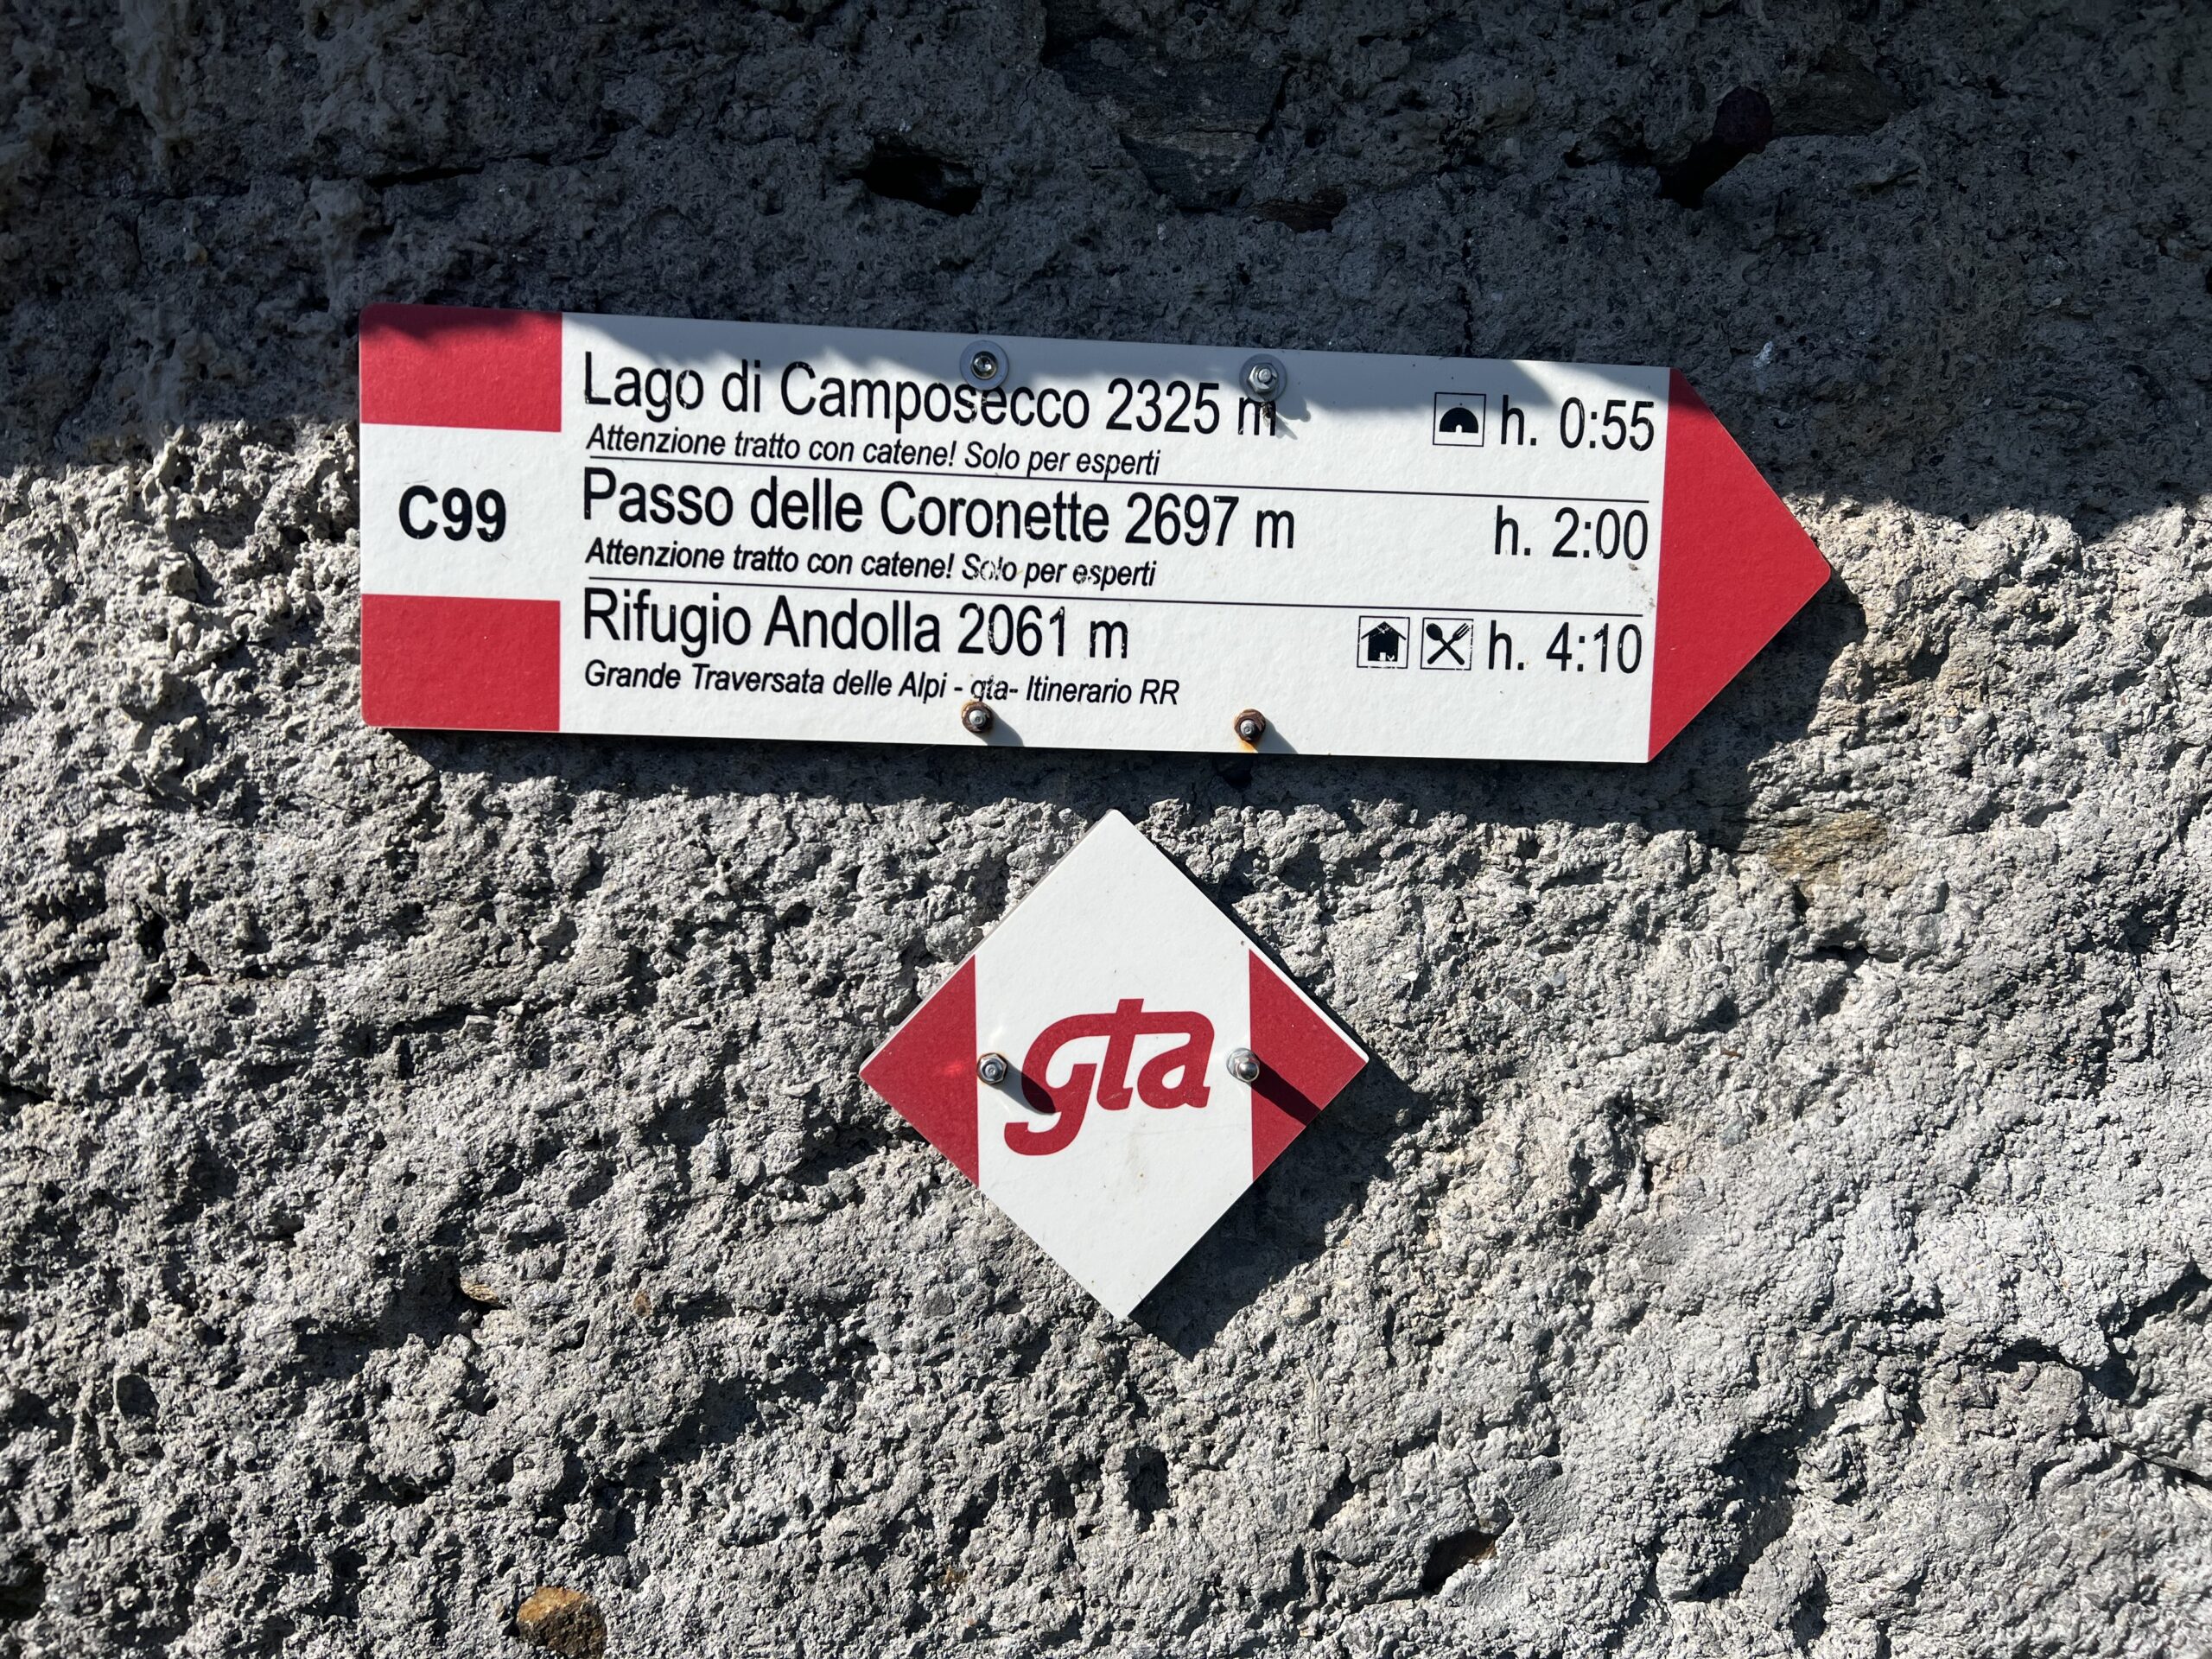 Lago di Camposecco 2325 m h. 0:55
Attenzione tratto con catene! Solo per esperti
C99
Passo delle Coronette 2697 m h. 2:00
Attenzione tratto con catene! Solo per esperti
Rifugio Andolla 2061 m h. 4:10
Grande Traversata delle Alpi - gta- Itinerario RR
gta